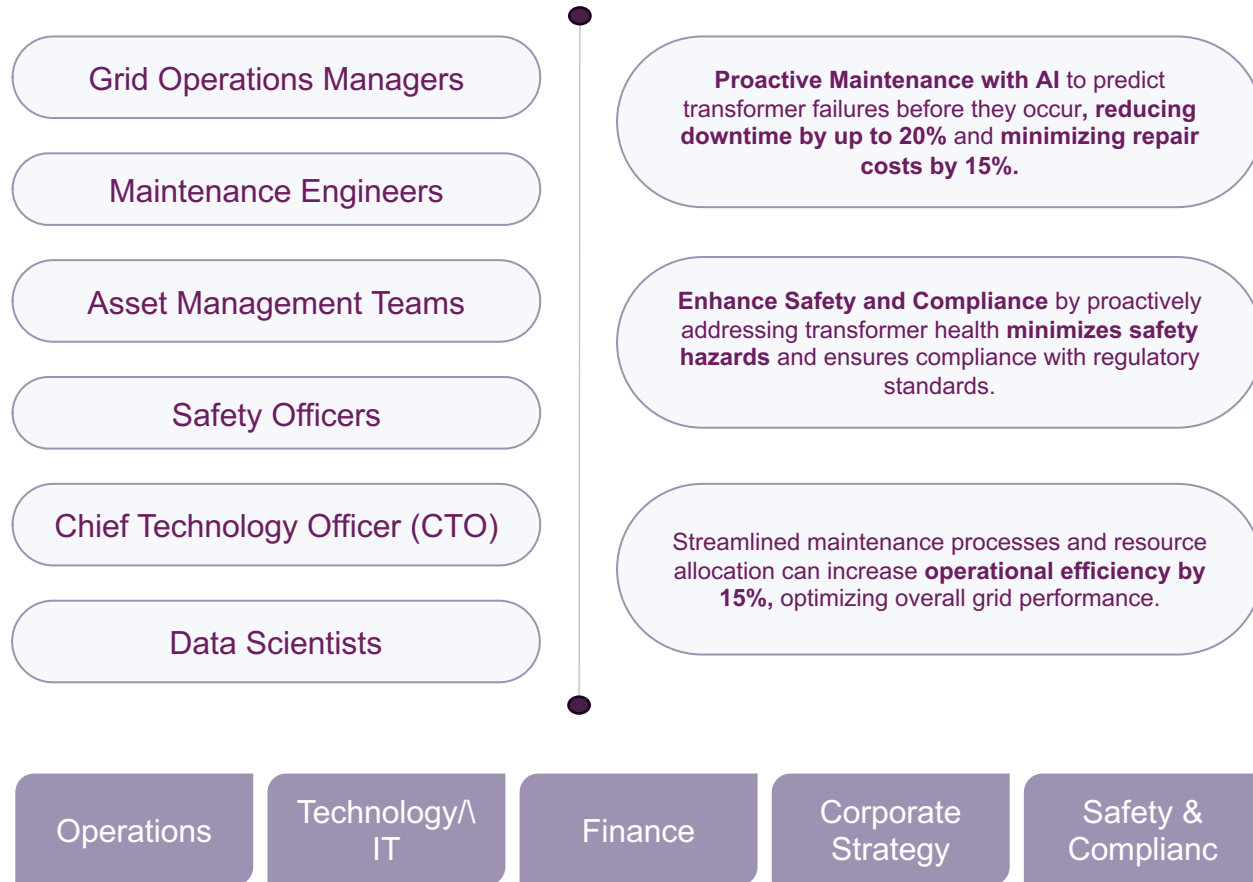 Grid Operations Managers
Maintenance Engineers
Asset Management Teams
Safety Officers
Chief Technology Officer (CTO)
Data Scientists
Proactive Maintenance with AI to predict
transformer failures before they occur, reducing
downtime by up to 20% and minimizing repair
costs by 15%.
Enhance Safety and Compliance by proactively
addressing transformer health minimizes safety
hazards and ensures compliance with regulatory
standards.
Streamlined maintenance processes and resource
allocation can increase operational efficiency by
15%, optimizing overall grid performance.
Operations
Technology/\
IT
Finance
Corporate
Strategy
Safety &
Complianc